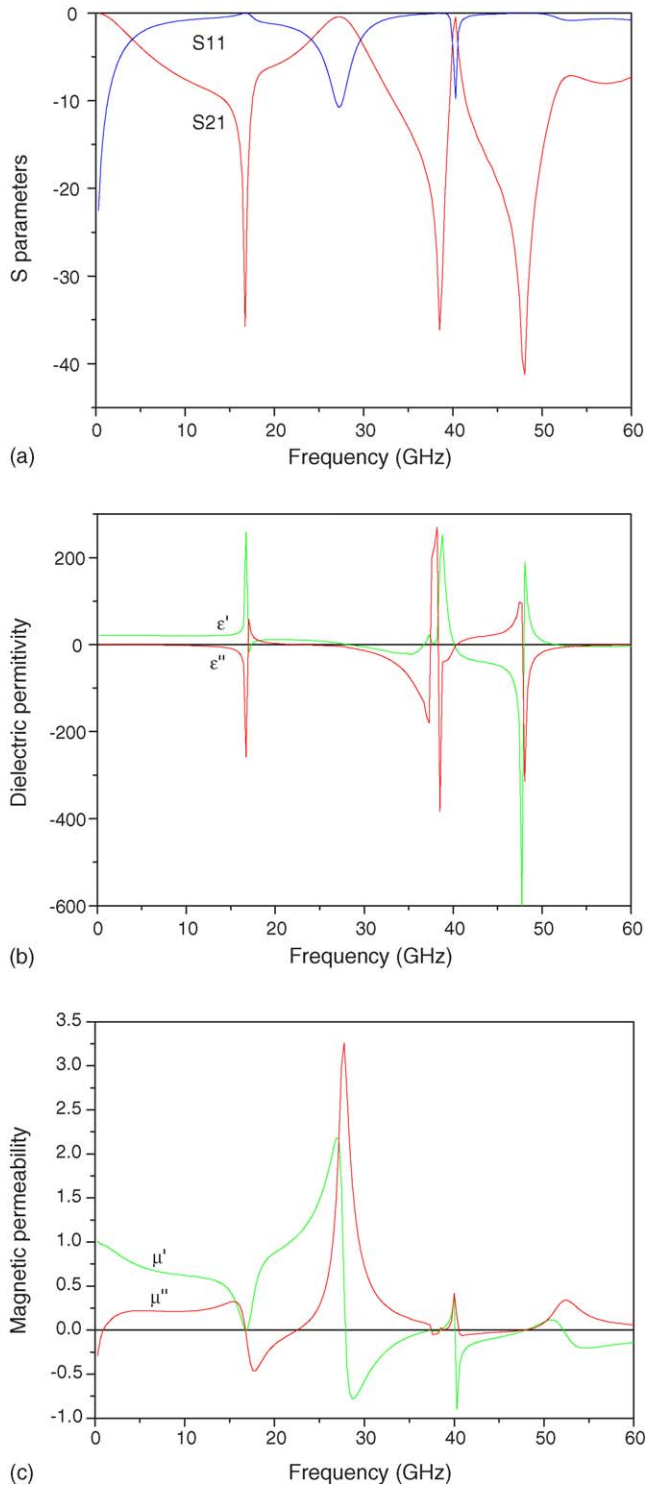 0
-10
-20
-30
-40
S parameters
S11
S21
0 10 20 30 40 50 60
(a)
Frequency (GHz)
200
0
-200
-400
-600
Dielectric permitivity
ε'
ε''
0 10 20 30 40 50 60
(b)
Frequency (GHz)
3.5
3.0
2.5
2.0
1.5
1.0
0.5
0.0
-0.5
-1.0
Magnetic permeability
μ'
μ''
0 10 20 30 40 50 60
(c)
Frequency (GHz)